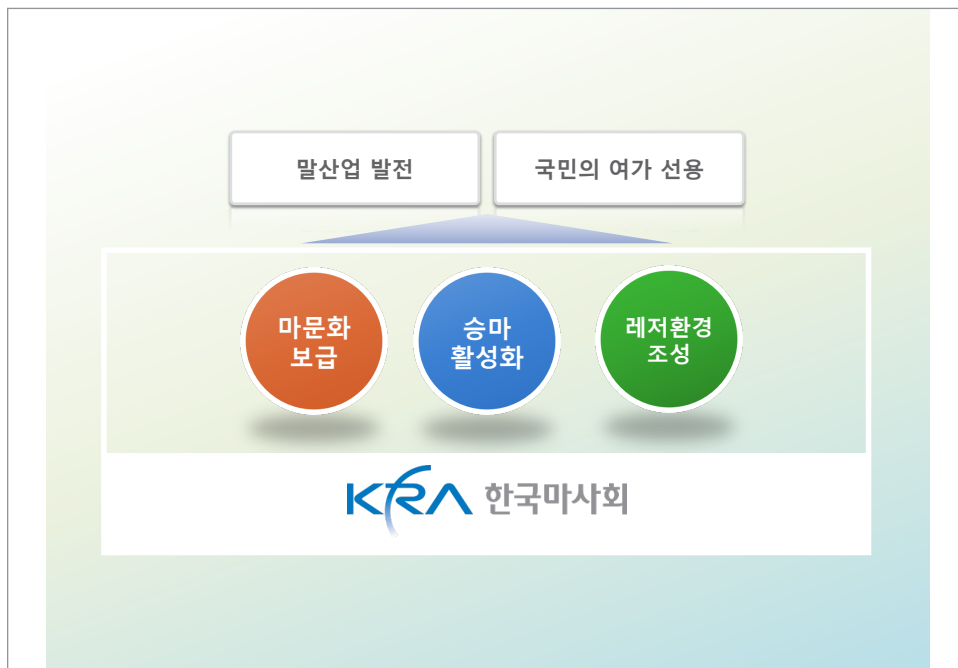 말산업 발전
국민의 여가 선용
마문화
보급
승마
활성화
레저환경
조성
KRA 한국마사회